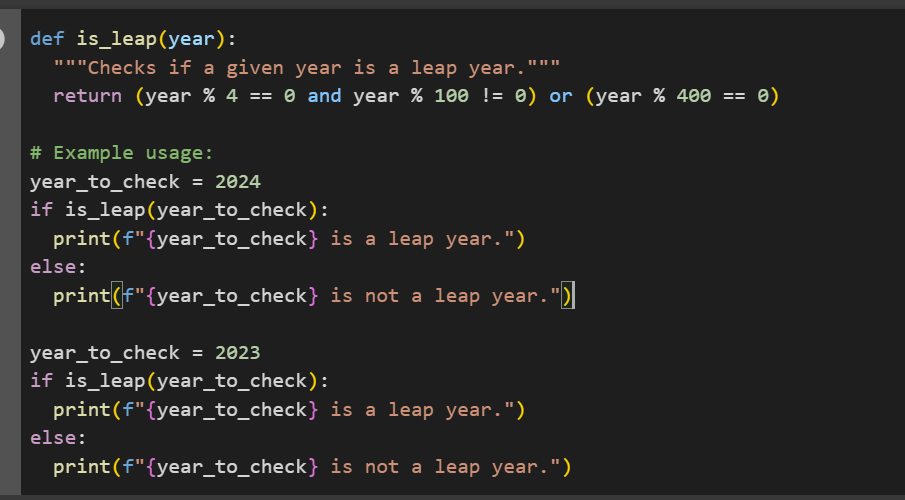 def is_leap(year):
  """Checks if a given year is a leap year."""
  return (year % 4 == 0 and year % 100 != 0) or (year % 400 == 0)

# Example usage:
year_to_check = 2024
if is_leap(year_to_check):
  print(f"{year_to_check} is a leap year.")
else:
  print(f"{year_to_check} is not a leap year.")

year_to_check = 2023
if is_leap(year_to_check):
  print(f"{year_to_check} is a leap year.")
else:
  print(f"{year_to_check} is not a leap year.")